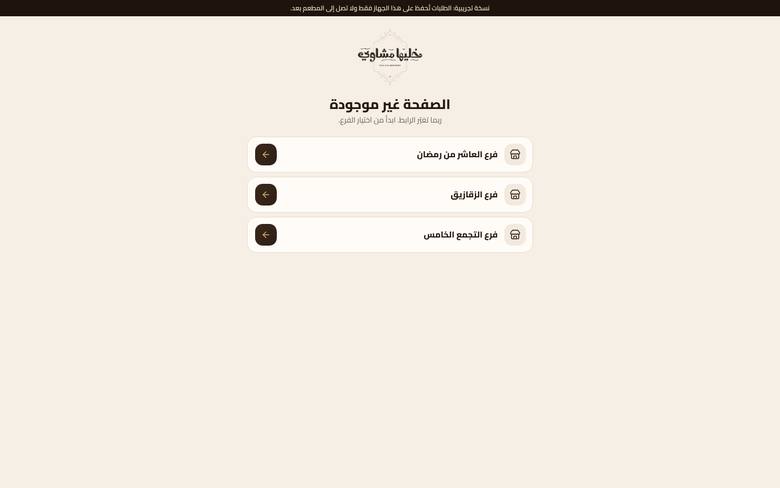 نسخة تجريبية: الطلبات تُحفظ على هذا الجهاز فقط ولا تصل إلى المطعم بعد.
خليها مشاوي
الصفحة غير موجودة
ربما تغيّر الرابط. ابدأ من اختيار الفرع.
فرع العاشر من رمضان
فرع الزقازيق
فرع التجمع الخامس